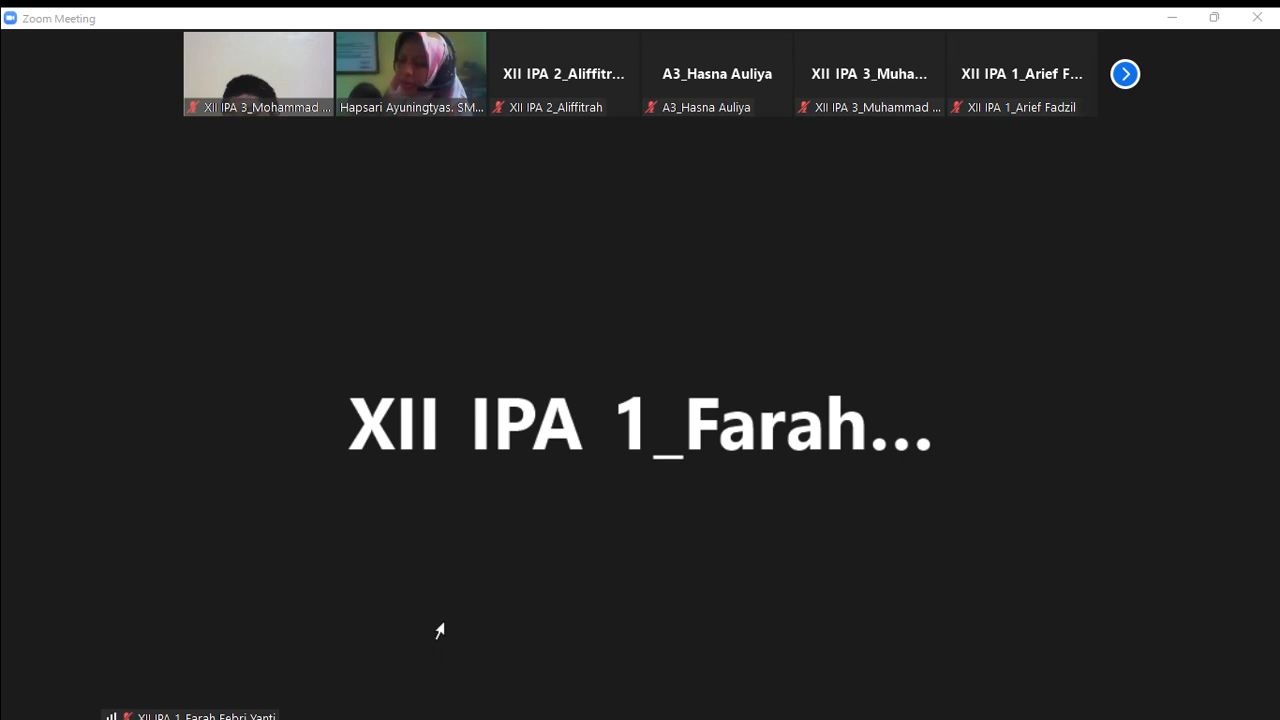 Zoom Meeting
XII IPA 2_Aliffitr...
A3_Hasna Auliya
XII IPA 3_Muha...
XII IPA 1_Arief F...
XII IPA 3_Mohammad ...
Hapsari Ayuningtyas. SM...
XII IPA 2_Aliffitrah
A3_Hasna Auliya
XII IPA 3_Muhammad ...
XII IPA 1_Arief Fadzil
XII IPA 1_Farah...
XII IPA 1_Farah Febri Yanti